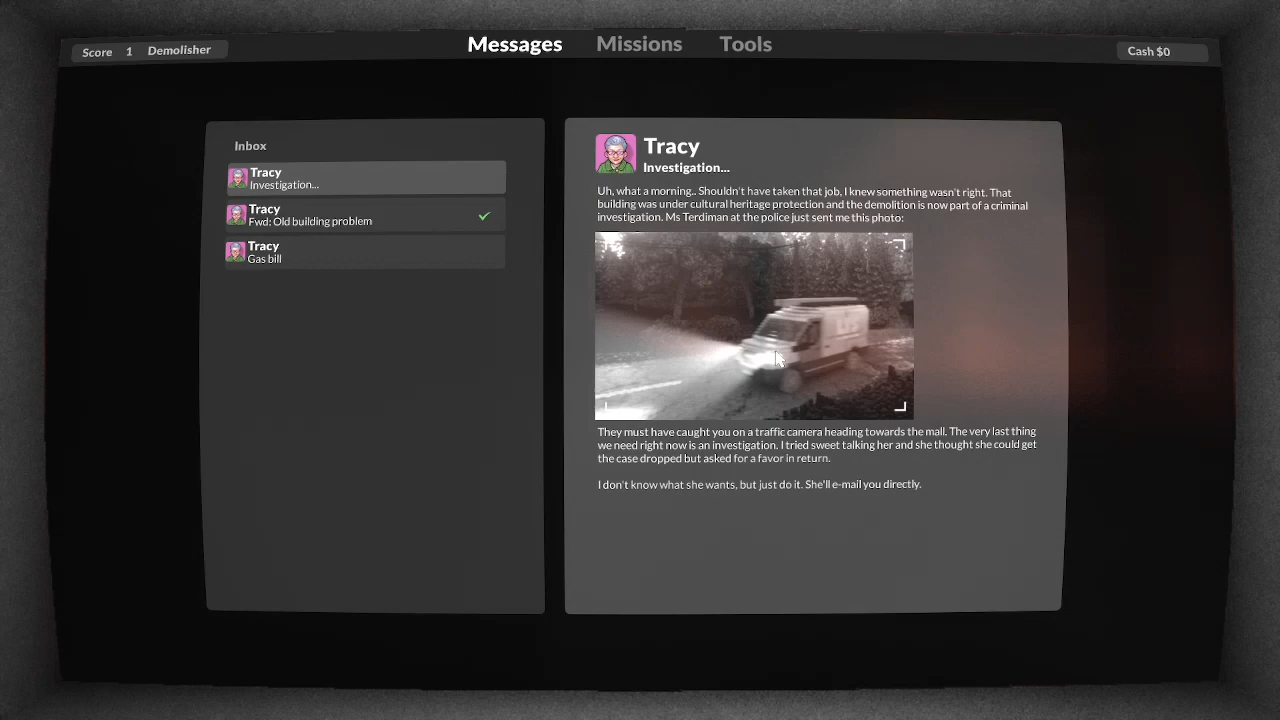 Score 1 Demolisher
Messages Missions Tools
Cash $0
Inbox
Tracy
Investigation...
Tracy
Fwd: Old building problem
Tracy
Gas bill
Tracy
Investigation...
Uh, what a morning.. Shouldn't have taken that job, I knew something wasn't right. That
building was under cultural heritage protection and the demolition is now part of a criminal
investigation. Ms Terdiman at the police just sent me this photo:
They must have caught you on a traffic camera heading towards the mall. The very last thing
we need right now is an investigation. I tried sweet talking her and she thought she could get
the case dropped but asked for a favor in return.
I don't know what she wants, but just do it. She'll e-mail you directly.